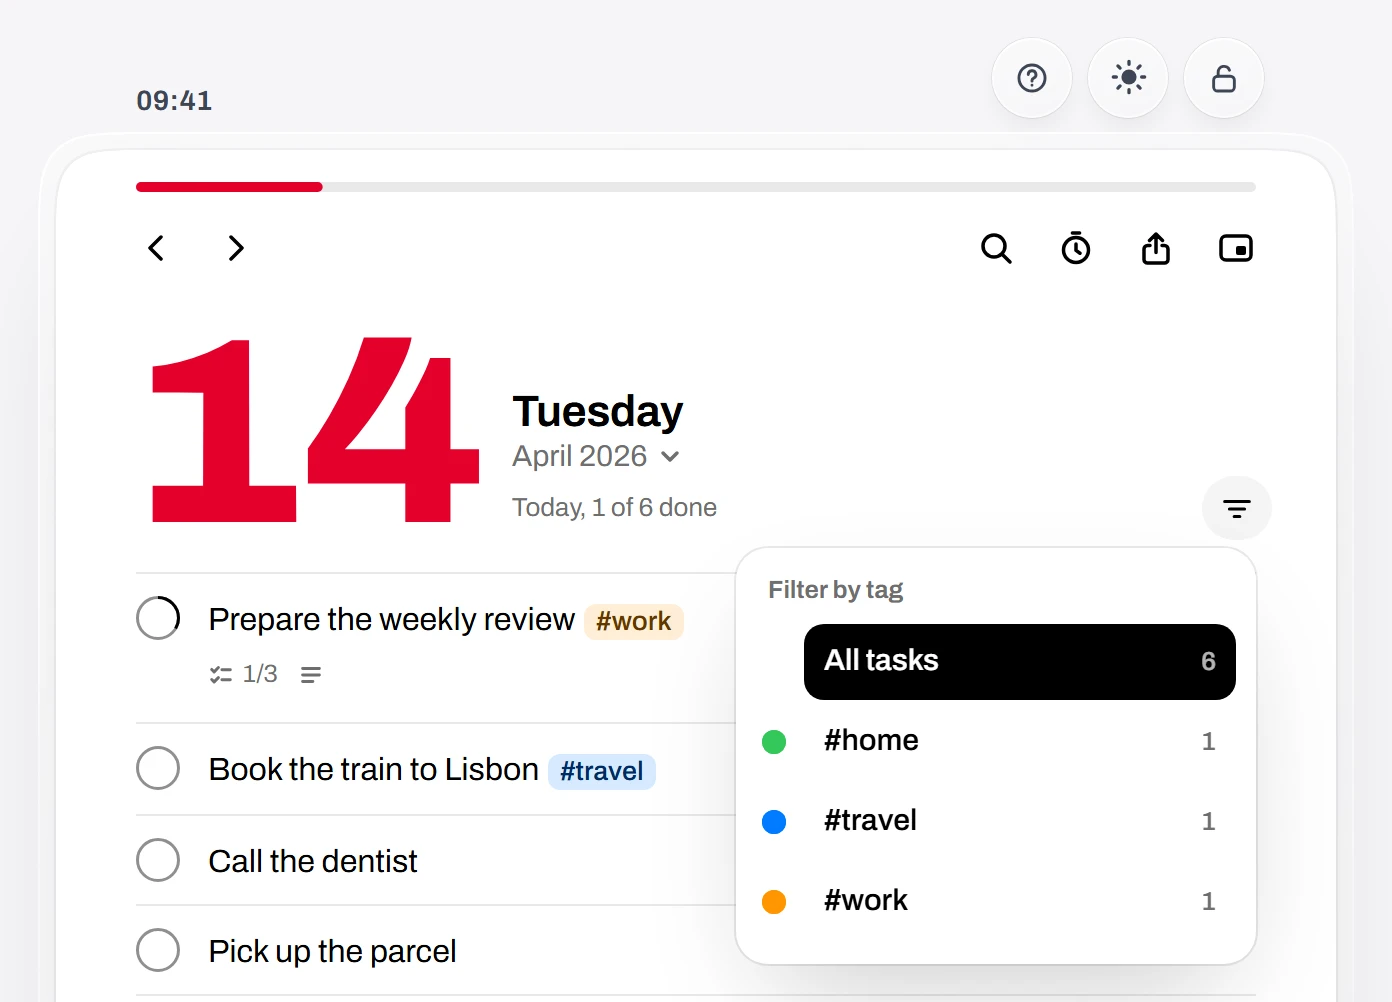 09:41
14
Tuesday
April 2026
Today, 1 of 6 done
Filter by tag
All tasks 6
#home 1
#travel 1
#work 1
Prepare the weekly review #work
1/3
Book the train to Lisbon #travel
Call the dentist
Pick up the parcel